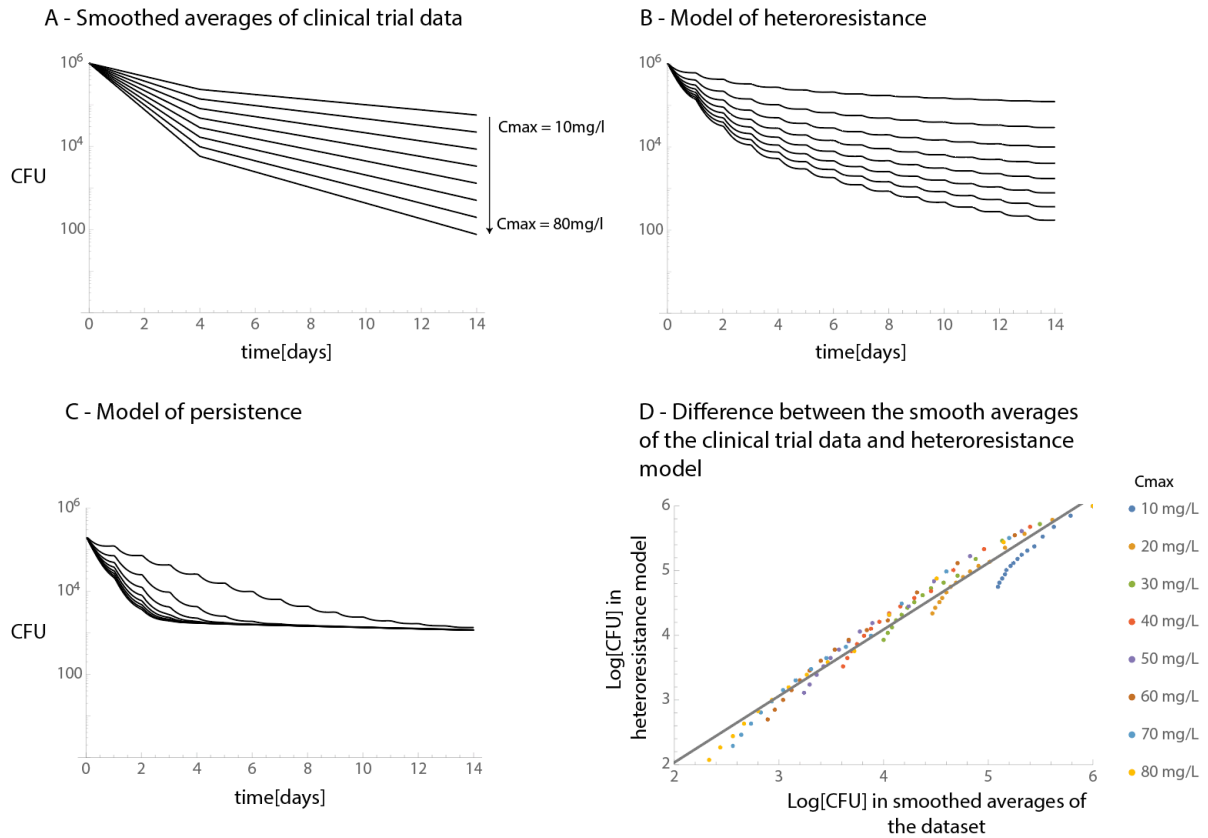 A - Smoothed averages of clinical trial data
10^6
10^4
100
CFU
Cmax = 10mg/l
Cmax = 80mg/l
0 2 4 6 8 10 12 14
time[days]
B - Model of heteroresistance
10^6
10^4
100
0 2 4 6 8 10 12 14
time[days]
C - Model of persistence
10^6
10^4
100
CFU
0 2 4 6 8 10 12 14
time[days]
D - Difference between the smooth averages
of the clinical trial data and heteroresistance
model
Log[CFU] in
heteroresistance model
6
5
4
3
2
2 3 4 5 6
Log[CFU] in smoothed averages of
the dataset
Cmax
10 mg/L
20 mg/L
30 mg/L
40 mg/L
50 mg/L
60 mg/L
70 mg/L
80 mg/L